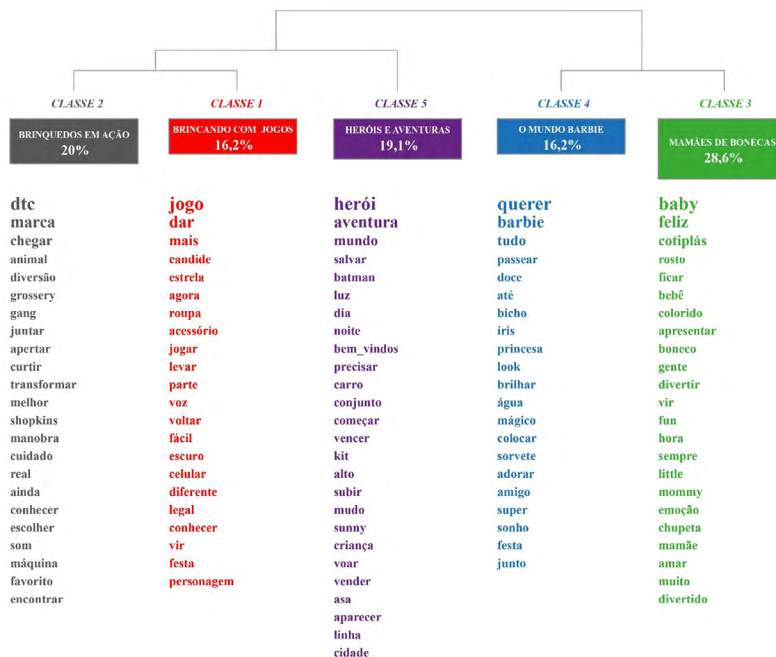 CLASSE 2
BRINQUEDOS EM AÇÃO
20%
dtc
marca
chegar
animal
diversão
grossery
gang
juntar
apertar
curtir
transformar
melhor
shopkins
manobra
cuidado
real
ainda
conhecer
escolher
som
máquina
favorito
encontrar
CLASSE 1
BRINCANDO COM JOGOS
16,2%
jogo
dar
mais
candide
estrela
agora
roupa
acessório
jogar
levar
parte
voz
voltar
fácil
escuro
celular
diferente
legal
conhecer
vir
festa
personagem
CLASSE 5
HERÓIS E AVENTURAS
19,1%
herói
aventura
mundo
salvar
batman
luz
dia
noite
bem_vindos
precisar
carro
conjunto
começar
vencer
kit
alto
subir
mudo
sunny
criança
voar
vender
asa
aparecer
linha
cidade
CLASSE 4
O MUNDO BARBIE
16,2%
querer
barbie
tudo
passear
doce
até
bicho
íris
princesa
look
brilhar
água
mágico
colocar
sorvete
adorar
amigo
super
sonho
festa
junto
CLASSE 3
MAMÃES DE BONECAS
28,6%
baby
feliz
cotiplás
rosto
ficar
bebê
colorido
apresentar
boneco
gente
divertir
vir
fun
hora
sempre
little
mommy
emoção
chupeta
mamãe
amar
muito
divertido